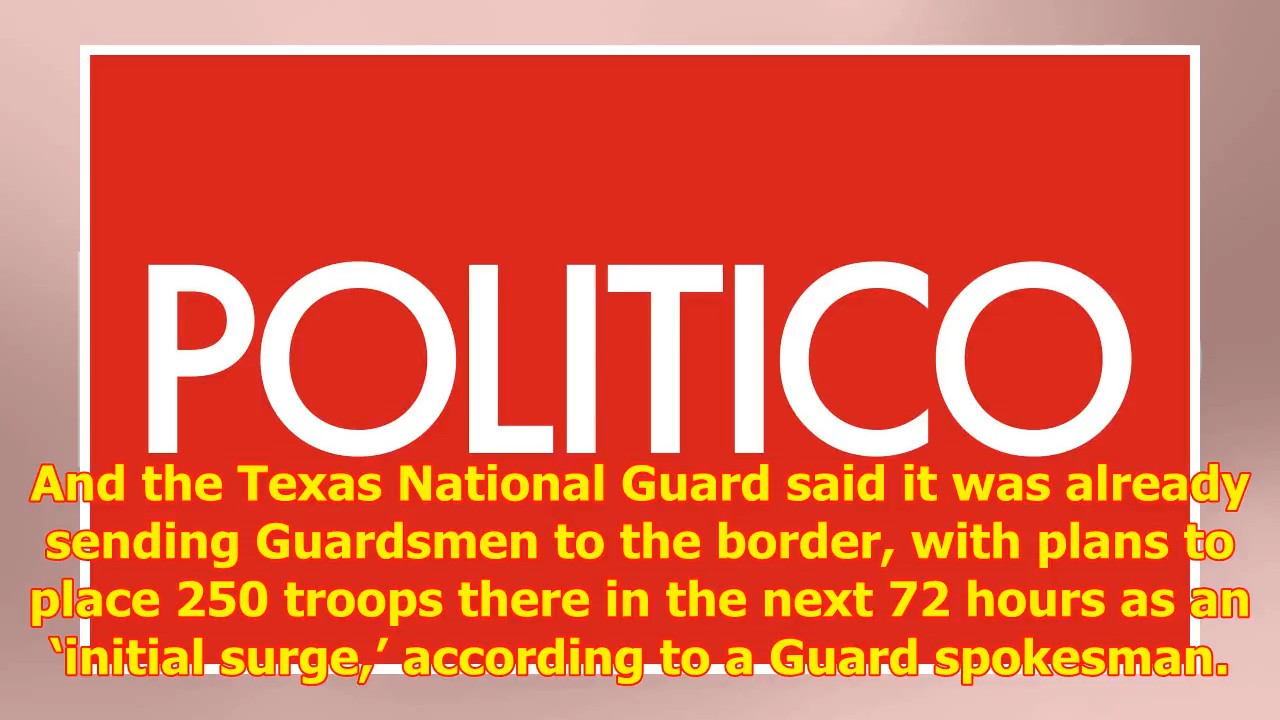 POLITICO
And the Texas National Guard said it was already
sending Guardsmen to the border, with plans to
place 250 troops there in the next 72 hours as an
‘initial surge,’ according to a Guard spokesman.